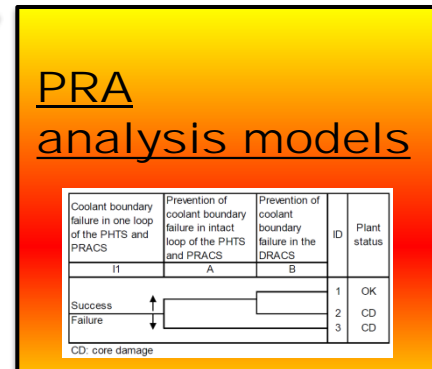 PRA
analysis models
Coolant boundary
failure in one loop
of the PHTS and
PRACS
Prevention of
coolant boundary
failure in intact
loop of the PHTS
and PRACS
Prevention of
coolant
boundary
failure in the
DRACS
ID
Plant
status
I1
A
B
Success
Failure
1
OK
2
CD
3
CD
CD: core damage